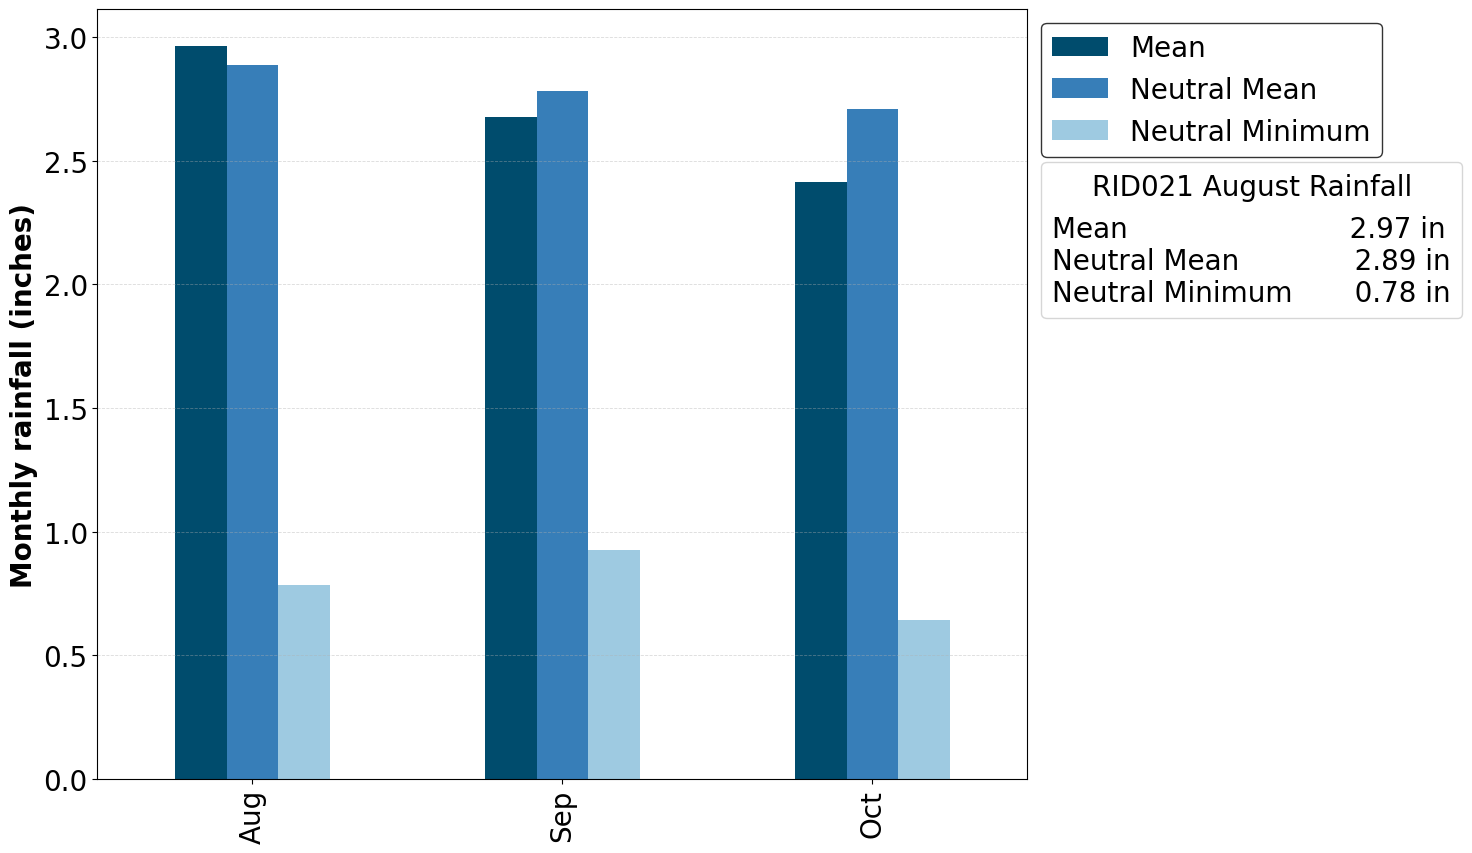 Monthly rainfall (inches)
3.0
2.5
2.0
1.5
1.0
0.5
0.0
Aug
Sep
Oct
Mean
Neutral Mean
Neutral Minimum
RID021 August Rainfall
Mean 2.97 in
Neutral Mean 2.89 in
Neutral Minimum 0.78 in